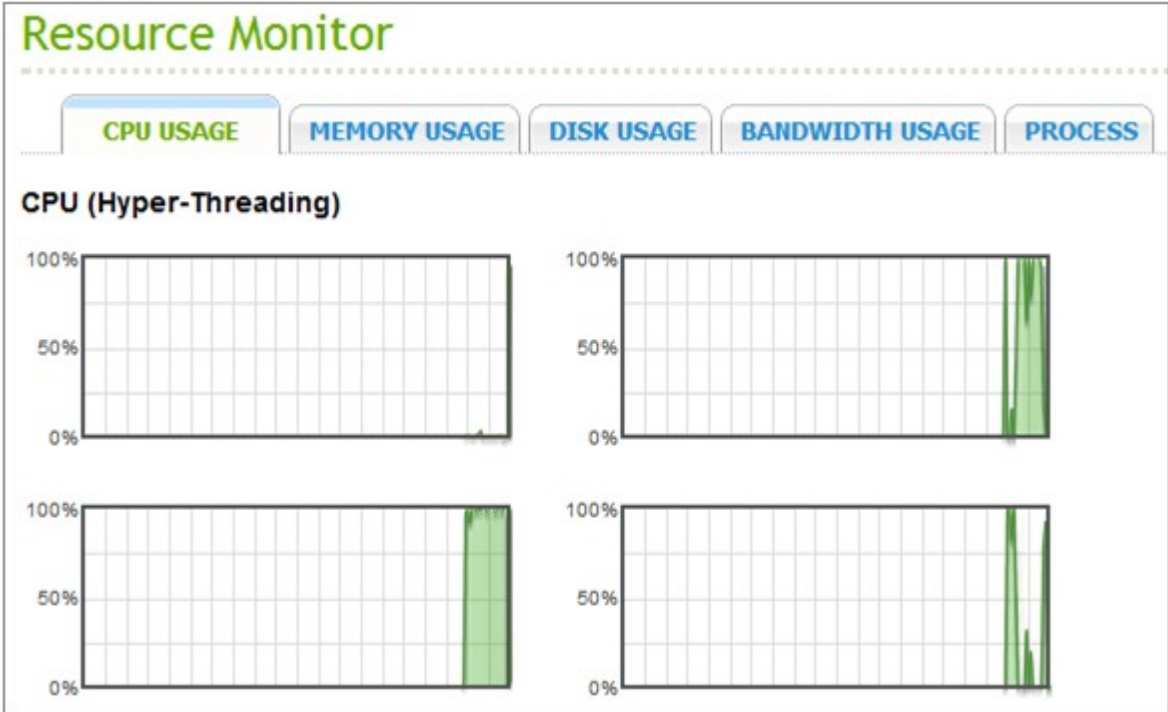 Resource Monitor
CPU USAGE MEMORY USAGE DISK USAGE BANDWIDTH USAGE PROCESS
CPU (Hyper-Threading)
100% 100%
50% 50%
0% 0%
100% 100%
50% 50%
0% 0%